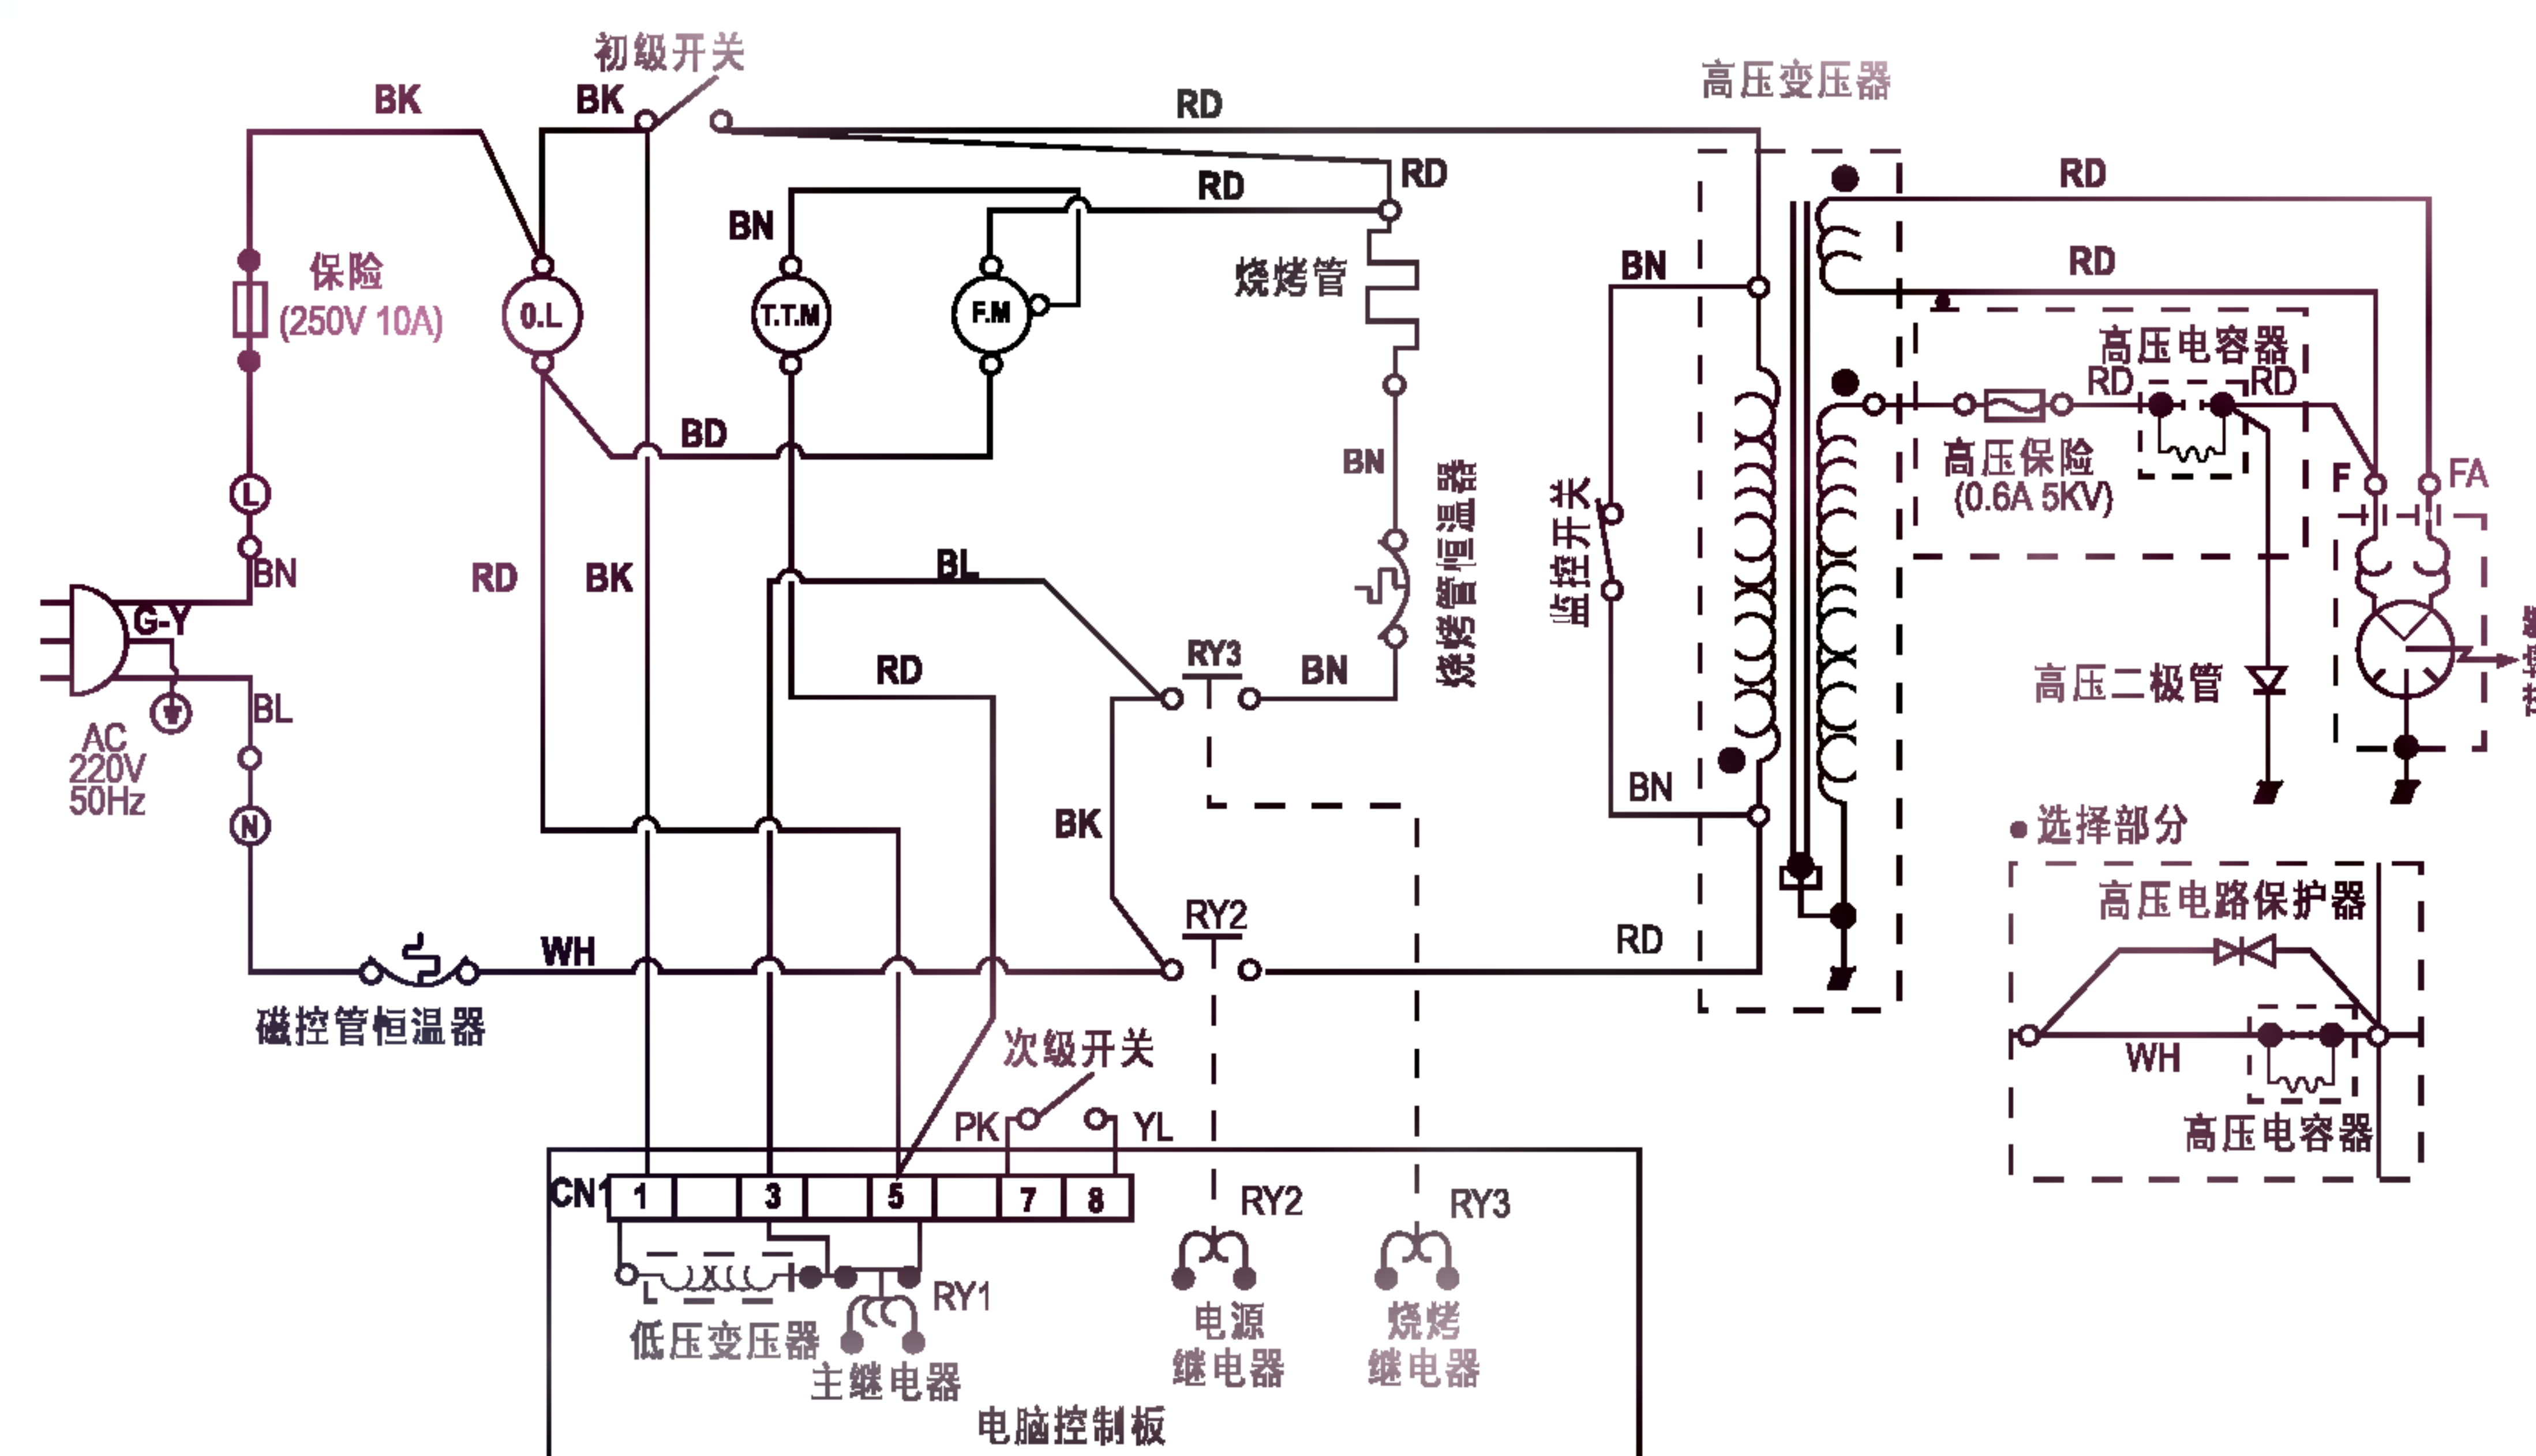 初级开关
高压变压器
BK
BK
RD
RD
RD
RD
BN
保险
(250V 10A)
O.L
T.T.M
F.M
烧烤管
BN
RD
高压电容器
RD
RD
BD
BN
烧烤管恒温器
监控开关
高压保险
(0.6A 5KV)
F
FA
L
BN
G-Y
RD
BK
BL
RY3
BN
RD
高压二极管
BL
AC
220V
50Hz
N
BK
BN
选择部分
RY2
RD
高压电路保护器
WH
磁控管恒温器
次级开关
WH
PK
YL
高压电容器
CN1
1
3
5
7
8
RY2
RY3
RY1
低压变压器
主继电器
电源
继电器
烧烤
继电器
电脑控制板